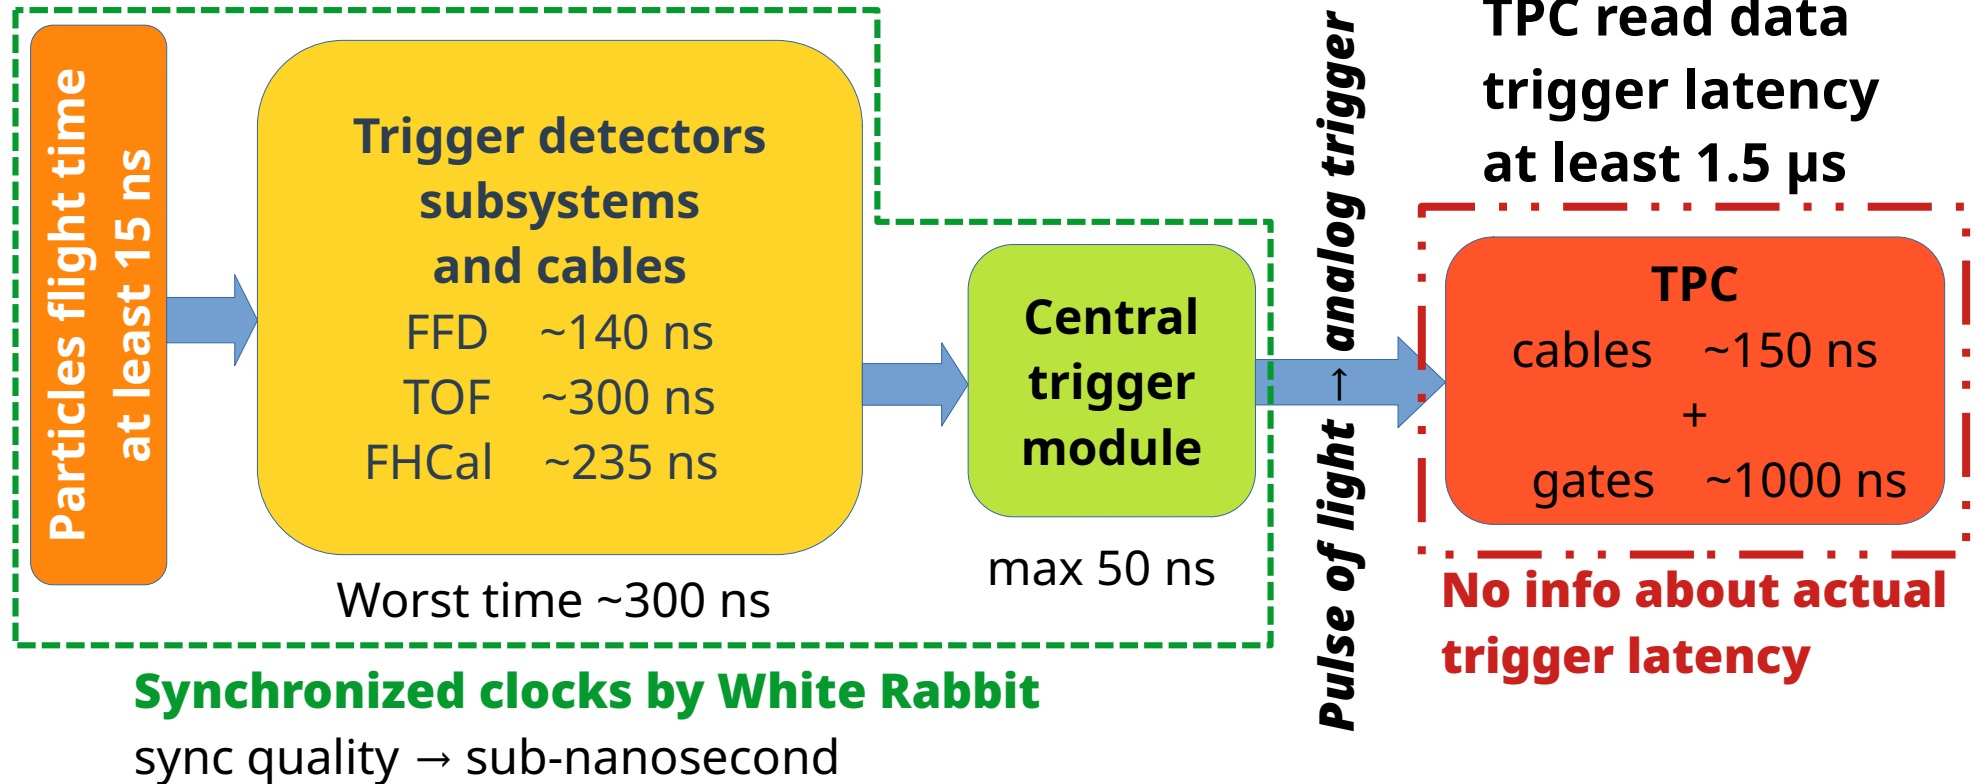 Particles flight time
at least 15 ns
Trigger detectors
subsystems
and cables
FFD ~140 ns
TOF ~300 ns
FHCal ~235 ns
Worst time ~300 ns
Central
trigger
module
max 50 ns
Pulse of light → analog trigger
TPC read data
trigger latency
at least 1.5 µs
TPC
cables ~150 ns
+
gates ~1000 ns
No info about actual
trigger latency
Synchronized clocks by White Rabbit
sync quality → sub-nanosecond